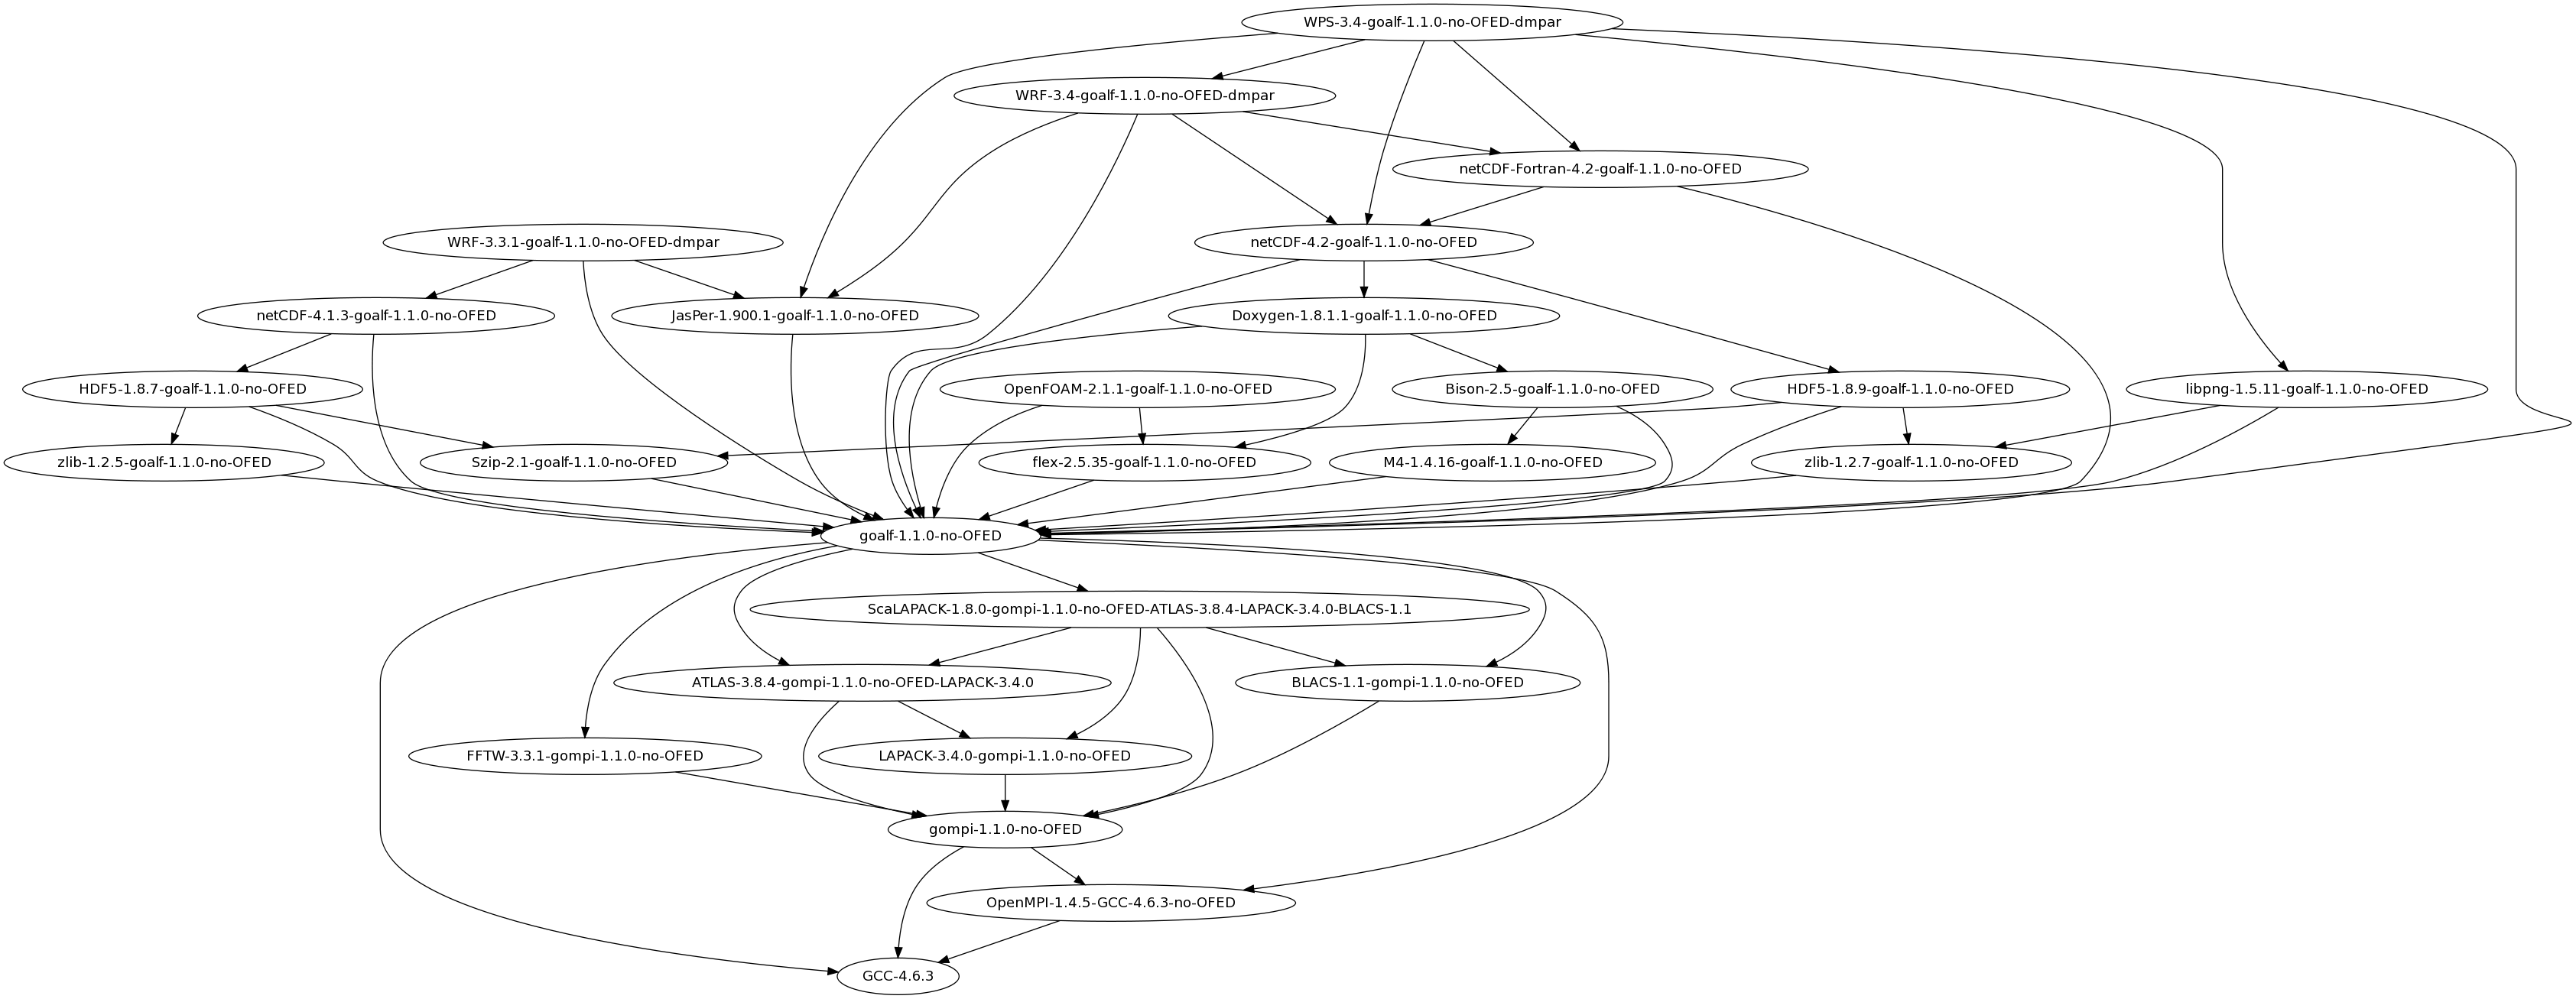 WPS-3.4-goalf-1.1.0-no-OFED-dmpar
WRF-3.4-goalf-1.1.0-no-OFED-dmpar
netCDF-Fortran-4.2-goalf-1.1.0-no-OFED
WRF-3.3.1-goalf-1.1.0-no-OFED-dmpar
netCDF-4.2-goalf-1.1.0-no-OFED
netCDF-4.1.3-goalf-1.1.0-no-OFED
JasPer-1.900.1-goalf-1.1.0-no-OFED
Doxygen-1.8.1.1-goalf-1.1.0-no-OFED
HDF5-1.8.7-goalf-1.1.0-no-OFED
OpenFOAM-2.1.1-goalf-1.1.0-no-OFED
Bison-2.5-goalf-1.1.0-no-OFED
HDF5-1.8.9-goalf-1.1.0-no-OFED
libpng-1.5.11-goalf-1.1.0-no-OFED
zlib-1.2.5-goalf-1.1.0-no-OFED
Szip-2.1-goalf-1.1.0-no-OFED
flex-2.5.35-goalf-1.1.0-no-OFED
M4-1.4.16-goalf-1.1.0-no-OFED
zlib-1.2.7-goalf-1.1.0-no-OFED
goalf-1.1.0-no-OFED
ScaLAPACK-1.8.0-gompi-1.1.0-no-OFED-ATLAS-3.8.4-LAPACK-3.4.0-BLACS-1.1
ATLAS-3.8.4-gompi-1.1.0-no-OFED-LAPACK-3.4.0
BLACS-1.1-gompi-1.1.0-no-OFED
FFTW-3.3.1-gompi-1.1.0-no-OFED
LAPACK-3.4.0-gompi-1.1.0-no-OFED
gompi-1.1.0-no-OFED
OpenMPI-1.4.5-GCC-4.6.3-no-OFED
GCC-4.6.3